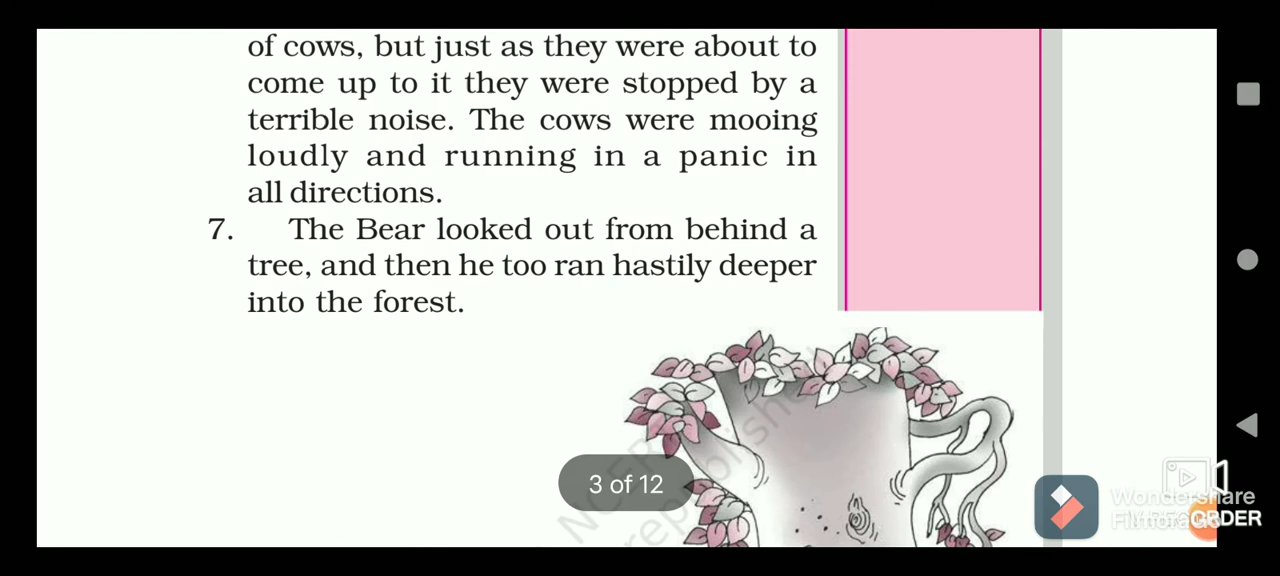 of cows, but just as they were about to
come up to it they were stopped by a
terrible noise. The cows were mooing
loudly and running in a panic in
all directions.
7. The Bear looked out from behind a
tree, and then he too ran hastily deeper
into the forest.
3 of 12
Wondershare